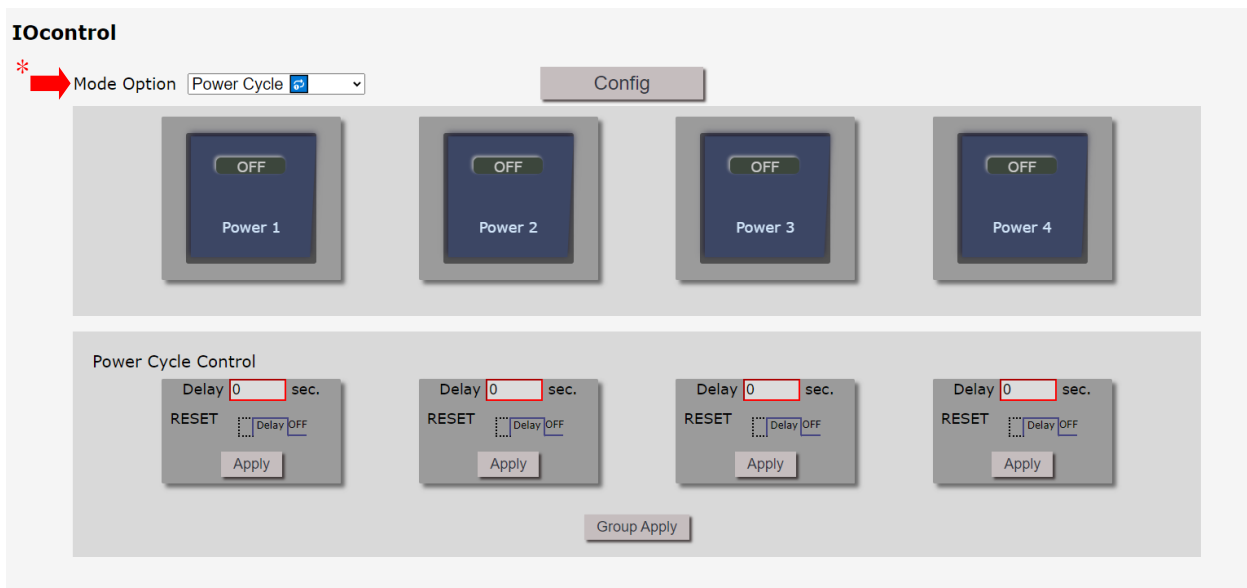 IOcontrol
*
Mode Option Power Cycle Config
OFF OFF OFF OFF
Power 1 Power 2 Power 3 Power 4
Power Cycle Control
Delay 0 sec. Delay 0 sec. Delay 0 sec. Delay 0 sec.
RESET Delay OFF RESET Delay OFF RESET Delay OFF RESET Delay OFF
Apply Apply Apply Apply
Group Apply